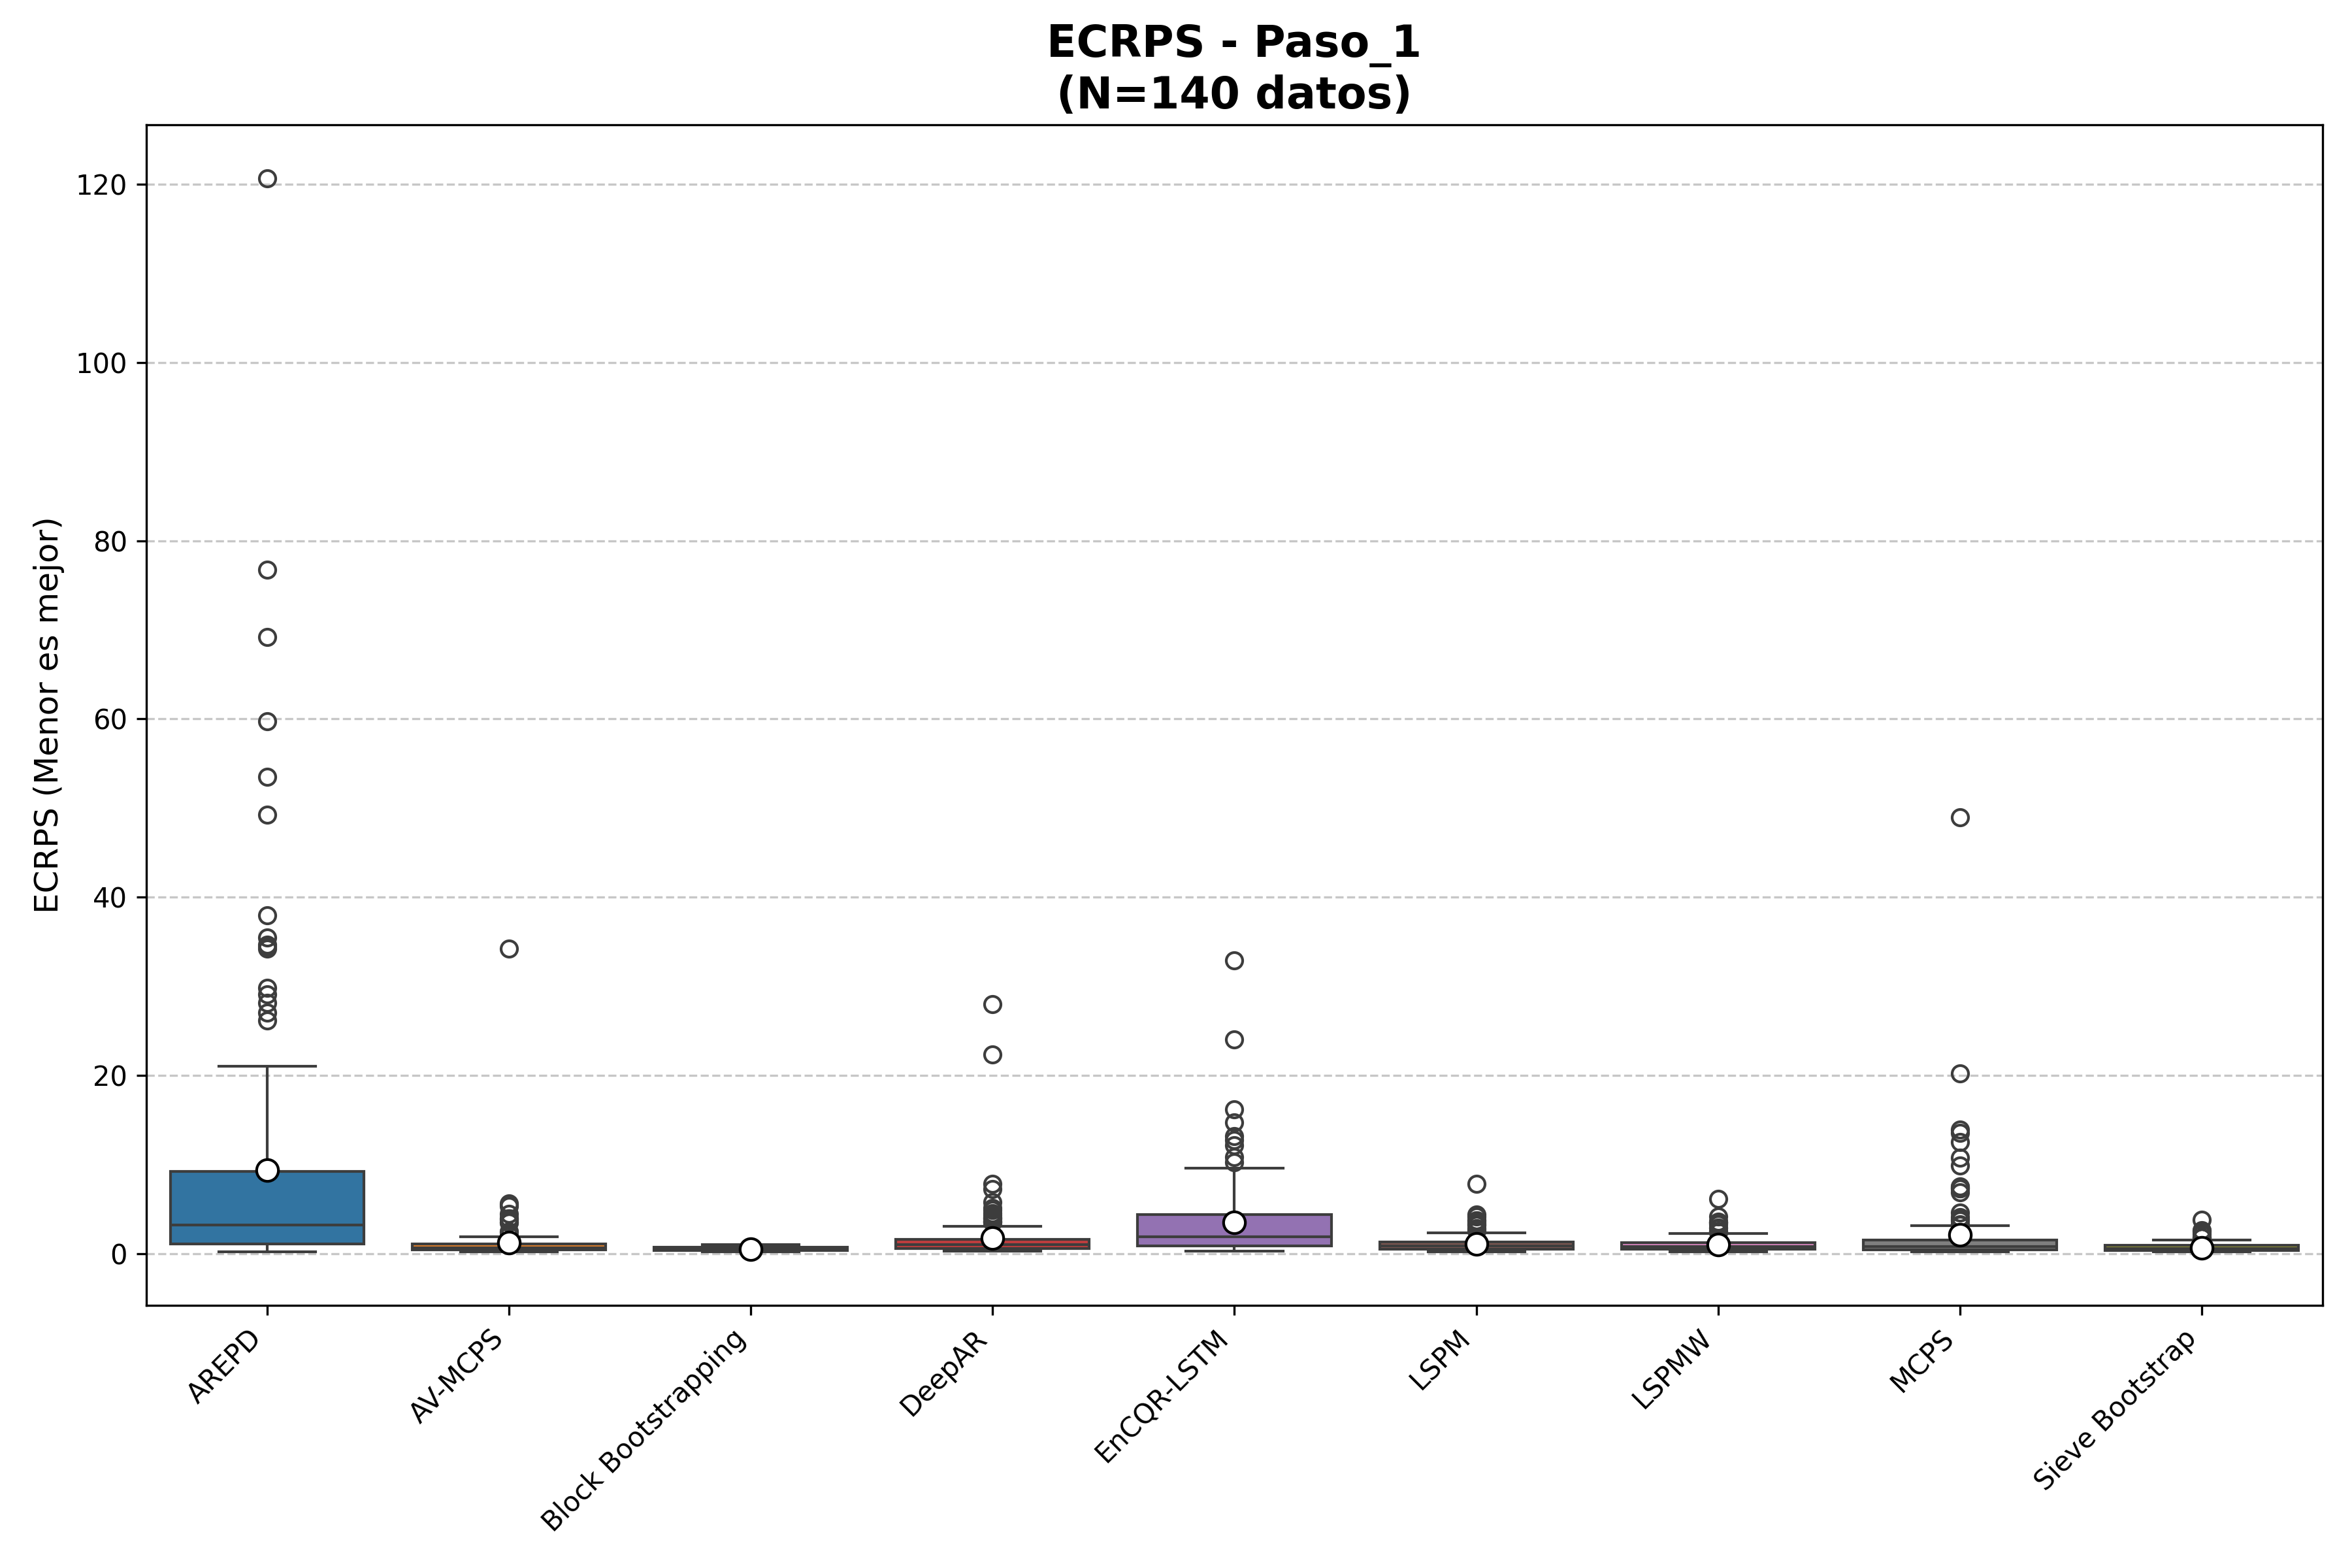 ECRPS - Paso_1
(N=140 datos)
ECRPS (Menor es mejor)
120
100
80
60
40
20
0
AREPD
AV-MCPS
Block Bootstrapping
DeepAR
EnCQR-LSTM
LSPM
LSPMW
MCPS
Sieve Bootstrap